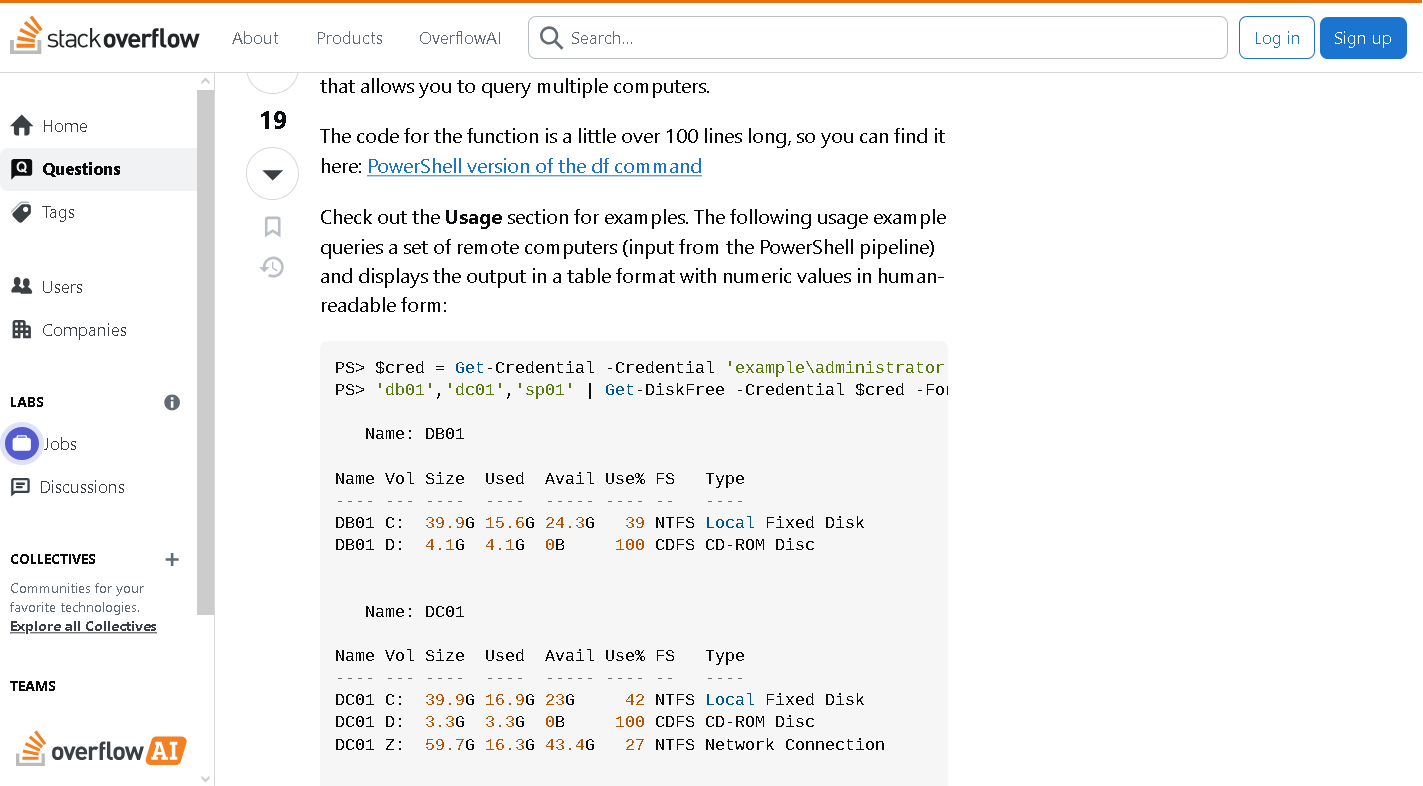 stack overflow
About
Products
OverflowAI
Search...
Log in
Sign up
Home
Questions
Tags
Users
Companies
LABS
Jobs
Discussions
COLLECTIVES
Communities for your
favorite technologies.
Explore all Collectives
TEAMS
overflow AI
19
that allows you to query multiple computers.
The code for the function is a little over 100 lines long, so you can find it
here: PowerShell version of the df command
Check out the Usage section for examples. The following usage example
queries a set of remote computers (input from the PowerShell pipeline)
and displays the output in a table format with numeric values in human-
readable form:
PS> $cred = Get-Credential -Credential 'example\administrator
PS> 'db01','dc01','sp01' | Get-DiskFree -Credential $cred -For
Name: DB01
Name Vol Size  Used  Avail Use% FS   Type
---- --- ----  ----  ----- ---- --   ----
DB01 C:  39.9G 15.6G 24.3G   39 NTFS Local Fixed Disk
DB01 D:  4.1G  4.1G  0B     100 CDFS CD-ROM Disc
Name: DC01
Name Vol Size  Used  Avail Use% FS   Type
---- --- ----  ----  ----- ---- --   ----
DC01 C:  39.9G 16.9G 23G     42 NTFS Local Fixed Disk
DC01 D:  3.3G  3.3G  0B     100 CDFS CD-ROM Disc
DC01 Z:  59.7G 16.3G 43.4G   27 NTFS Network Connection